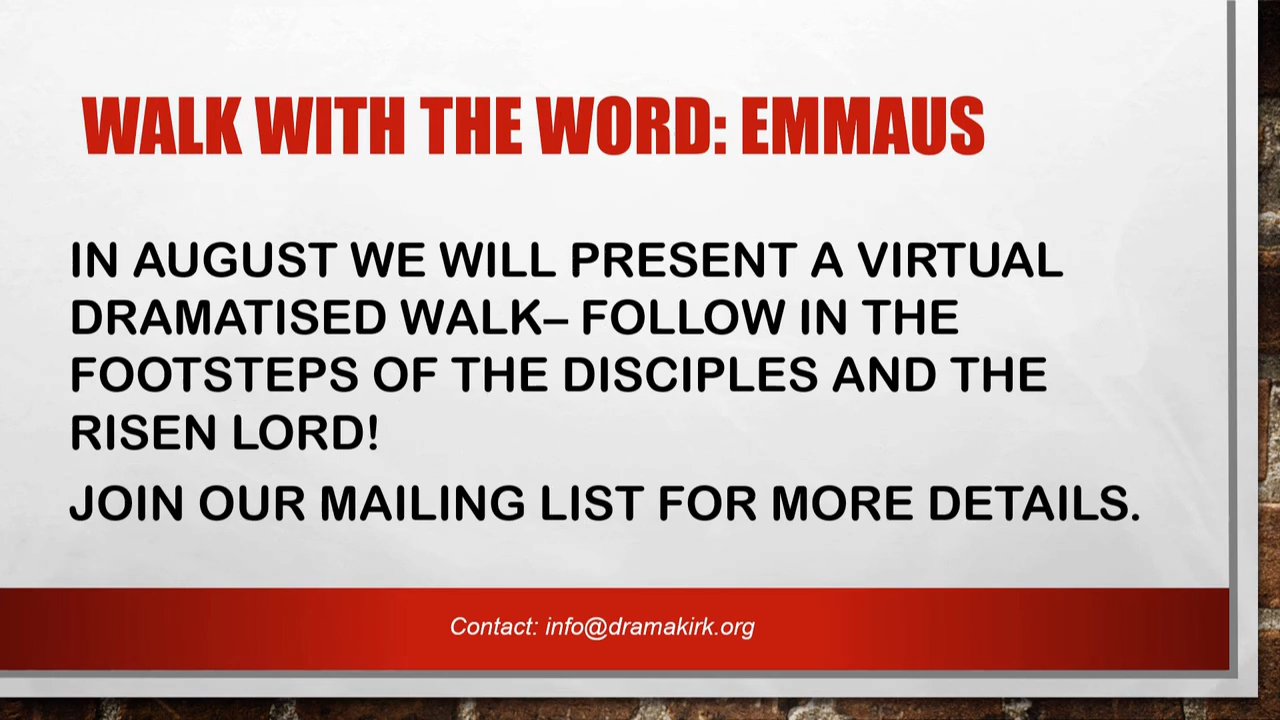 WALK WITH THE WORD: EMMAUS
IN AUGUST WE WILL PRESENT A VIRTUAL
DRAMATISED WALK– FOLLOW IN THE
FOOTSTEPS OF THE DISCIPLES AND THE
RISEN LORD!
JOIN OUR MAILING LIST FOR MORE DETAILS.
Contact: info@dramakirk.org